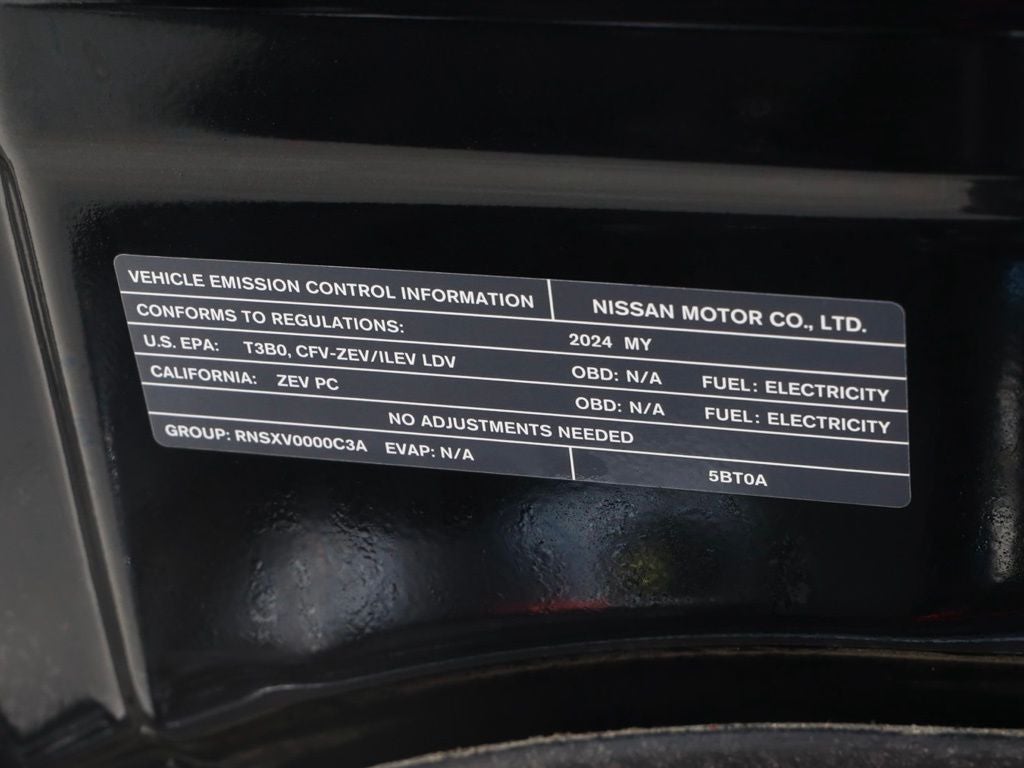 VEHICLE EMISSION CONTROL INFORMATION NISSAN MOTOR CO., LTD.
CONFORMS TO REGULATIONS: 2024 MY
U.S. EPA: T3B0, CFV-ZEV/ILEV LDV OBD: N/A FUEL: ELECTRICITY
CALIFORNIA: ZEV PC OBD: N/A FUEL: ELECTRICITY
NO ADJUSTMENTS NEEDED
GROUP: RNSXV0000C3A EVAP: N/A 5BT0A